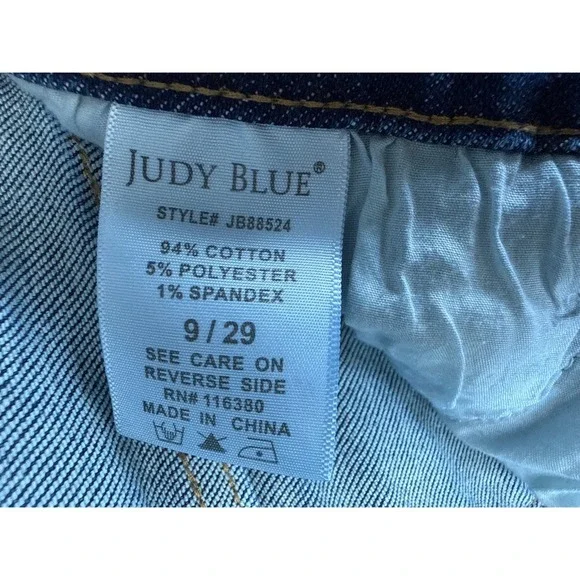 JUDY BLUE®
STYLE# JB88524
94% COTTON
5% POLYESTER
1% SPANDEX
9 / 29
SEE CARE ON
REVERSE SIDE
RN# 116380
MADE IN CHINA